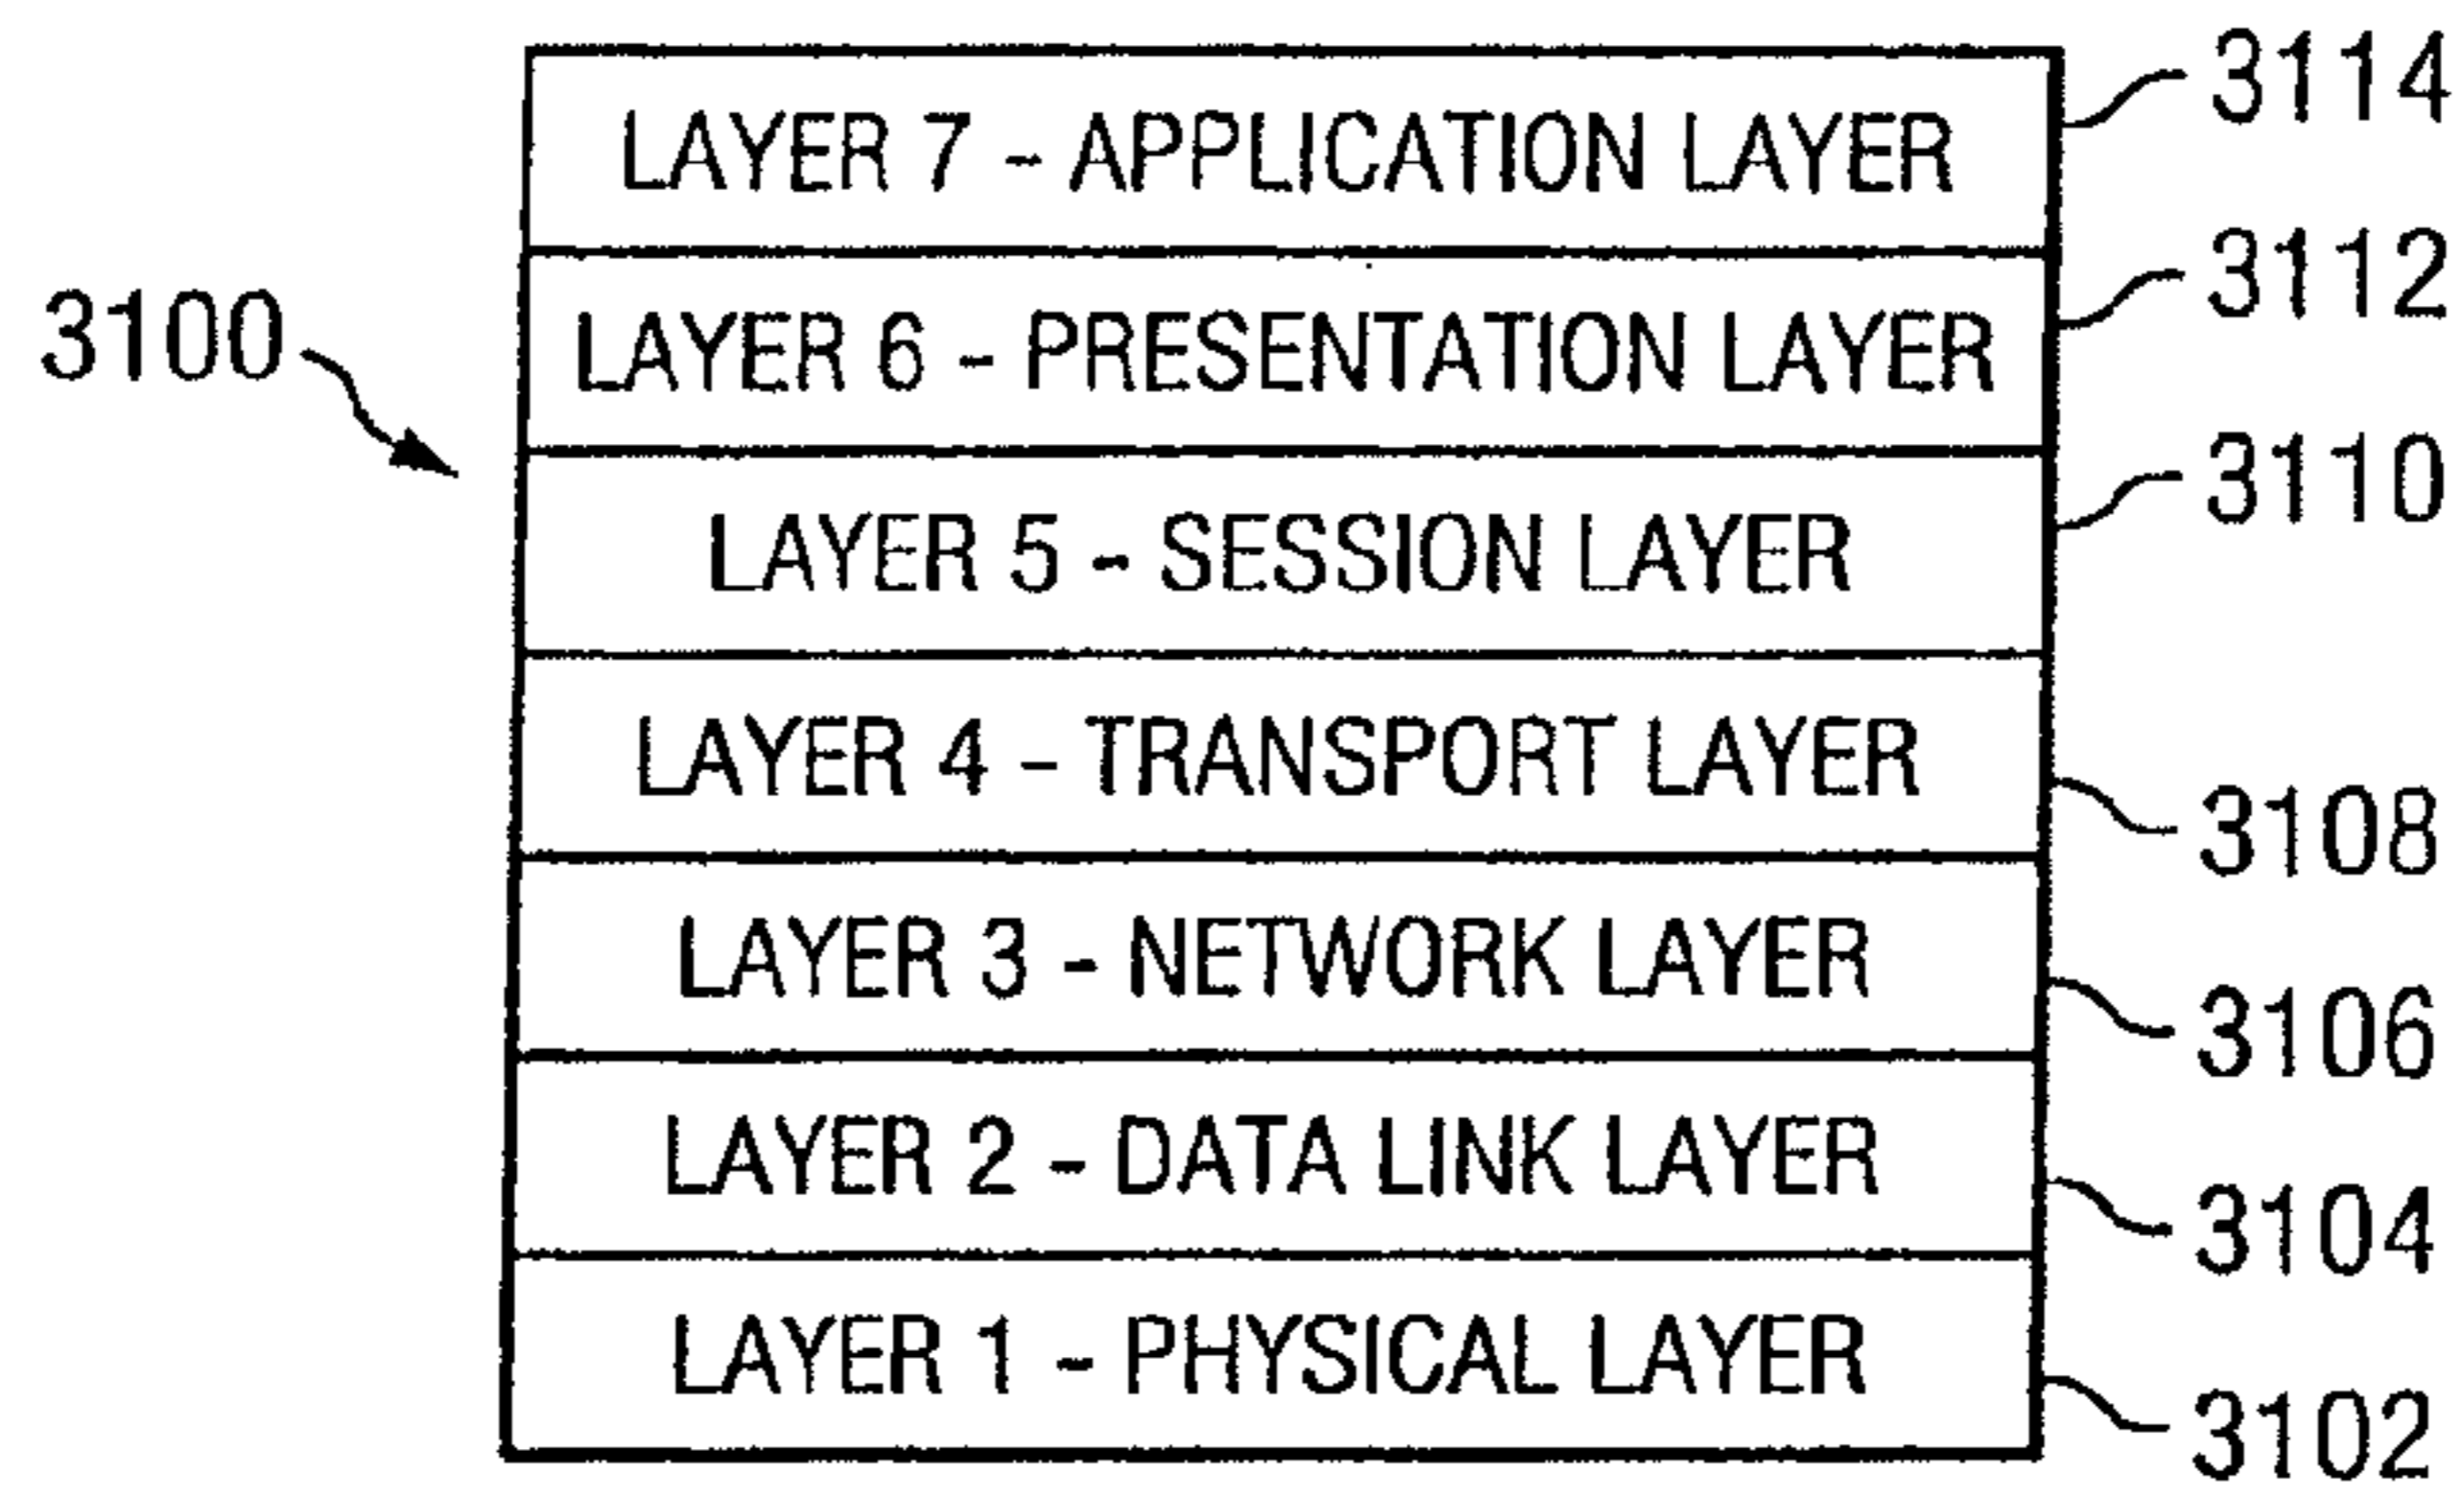 LAYER 7 - APPLICATION LAYER 3114
LAYER 6 - PRESENTATION LAYER 3112
3100
LAYER 5 - SESSION LAYER 3110
LAYER 4 - TRANSPORT LAYER 3108
LAYER 3 - NETWORK LAYER 3106
LAYER 2 - DATA LINK LAYER 3104
LAYER 1 - PHYSICAL LAYER 3102